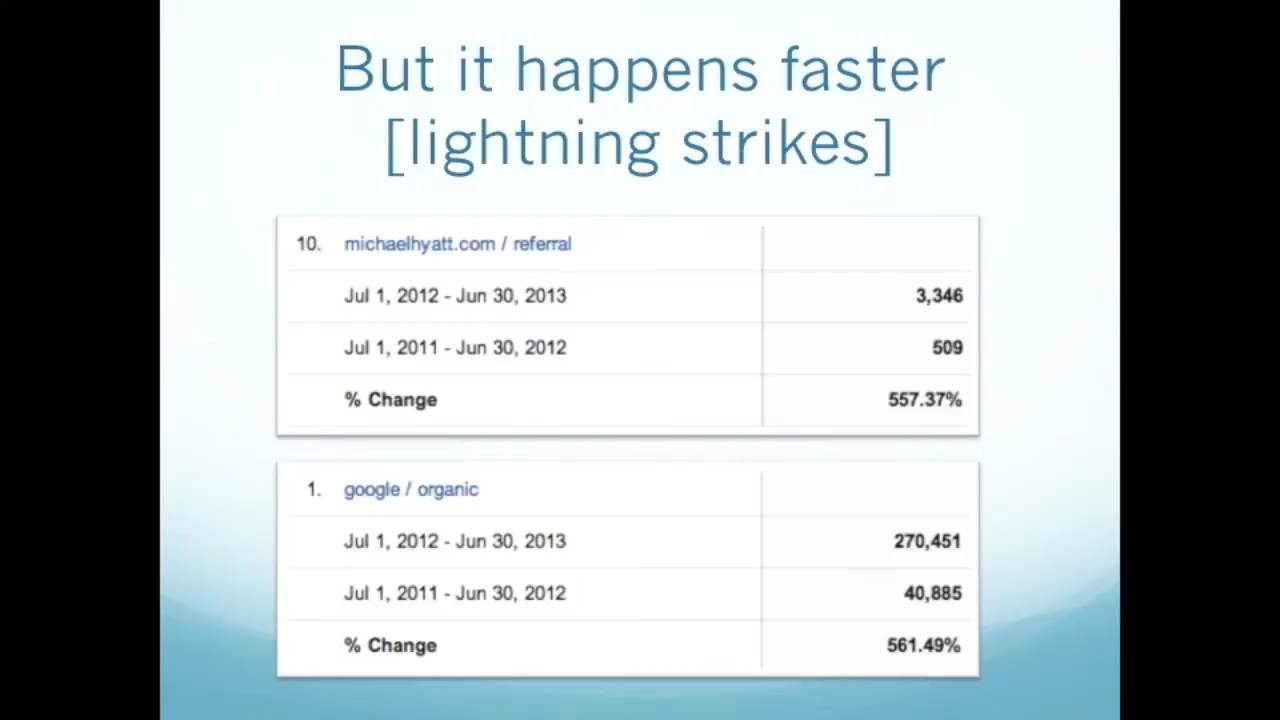 But it happens faster
[lightning strikes]
10. michaelhyatt.com / referral
Jul 1, 2012 - Jun 30, 2013 3,346
Jul 1, 2011 - Jun 30, 2012 509
% Change 557.37%
1. google / organic
Jul 1, 2012 - Jun 30, 2013 270,451
Jul 1, 2011 - Jun 30, 2012 40,885
% Change 561.49%